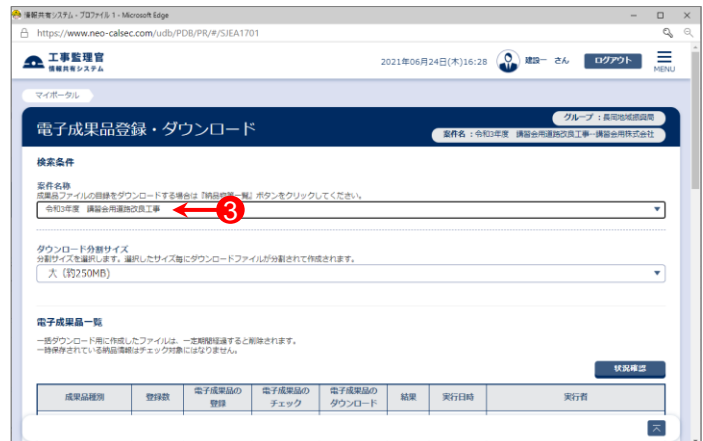 情報共有システム - プロファイル 1 - Microsoft Edge
https://www.neo-calsec.com/udb/PDB/PR/#/SJEA1701
工事監理官
情報共有システム
2021年06月24日(木)16:28
建設一 さん
ログアウト
MENU
マイポータル
電子成果品登録・ダウンロード
グループ：長岡地域振興局
案件名：令和3年度 講習会用道路改良工事―講習会用株式会社
検索条件
案件名称
成果品ファイルの目録をダウンロードする場合は『納品物等一覧』ボタンをクリックしてください。
令和3年度 講習会用道路改良工事
3
ダウンロード分割サイズ
分割サイズを選択します。選択したサイズ毎にダウンロードファイルが分割されて作成されます。
大（約250MB）
電子成果品一覧
一括ダウンロード用に作成したファイルは、一定期間経過すると削除されます。
一時保存されている納品情報はチェック対象にはなりません。
状況確認
成果品種別 登録数 電子成果品の登録 電子成果品のチェック 電子成果品のダウンロード 結果 実行日時 実行者